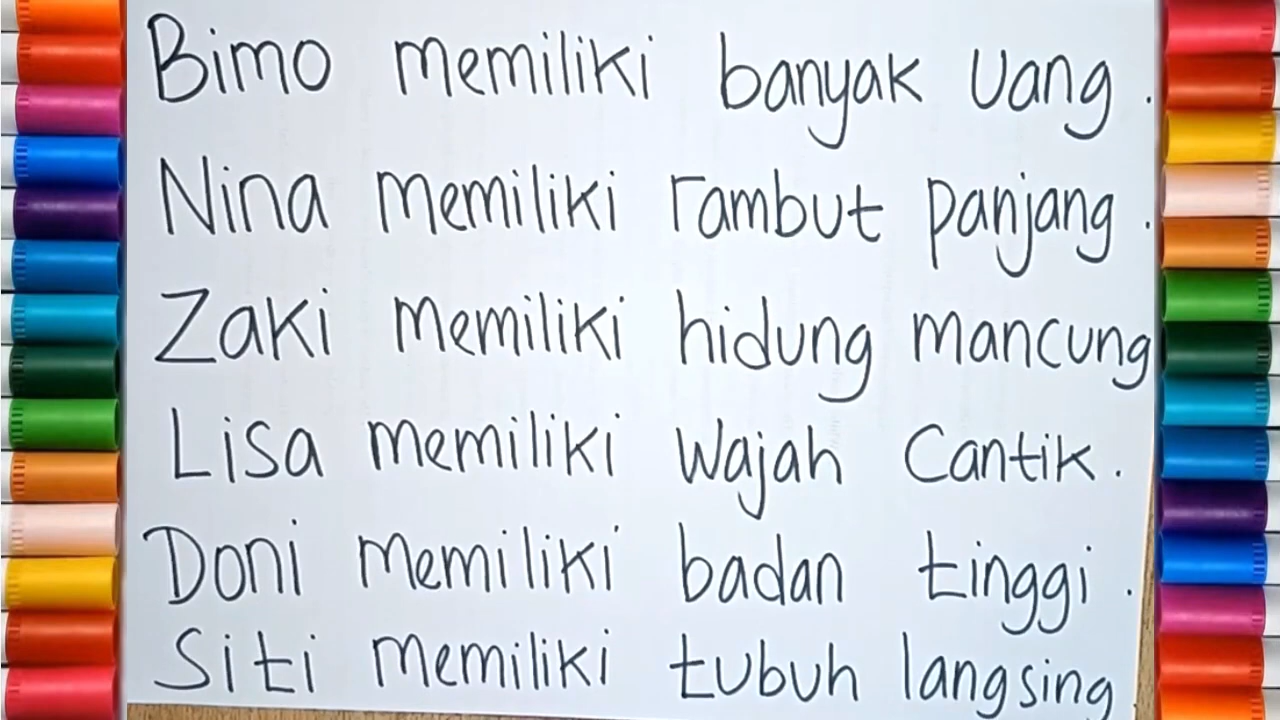 Bimo memiliki banyak uang.
Nina memiliki rambut panjang.
Zaki memiliki hidung mancung
Lisa memiliki wajah cantik.
Doni memiliki badan tinggi.
Siti memiliki tubuh langsing